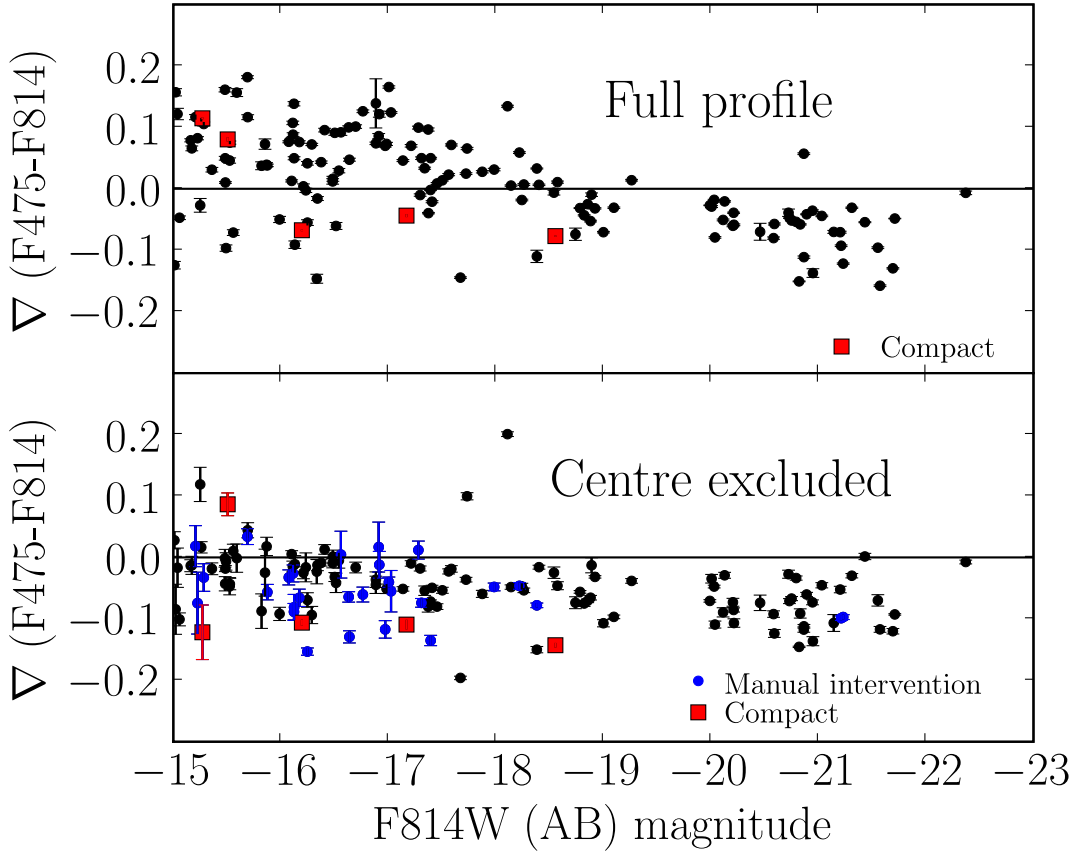 0.2
0.1
0.0
−0.1
−0.2
∇ (F475-F814)
Full profile
Compact
0.2
0.1
0.0
−0.1
−0.2
∇ (F475-F814)
Centre excluded
Manual intervention
Compact
−15 −16 −17 −18 −19 −20 −21 −22 −23
F814W (AB) magnitude